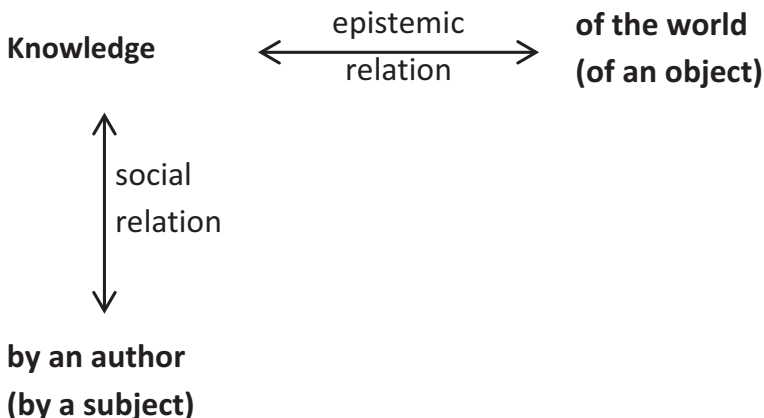 Knowledge
epistemic
relation
of the world
(of an object)
social
relation
by an author
(by a subject)